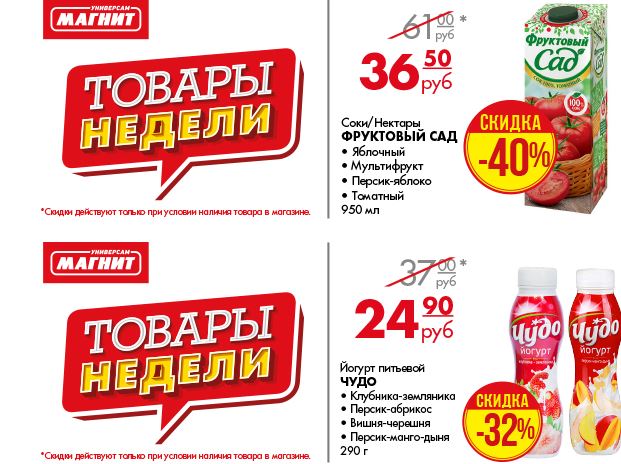 УНИВЕРСАМ
МАГНИТ
ТОВАРЫ
НЕДЕЛИ
*Скидки действуют только при условии наличия товара в магазине.
61 00 *
руб
36 50
руб
Соки/Нектары
ФРУКТОВЫЙ САД
• Яблочный
• Мультифрукт
• Персик-яблоко
• Томатный
950 мл
Фруктовый
Сад
100%
СКИДКА
-40%
УНИВЕРСАМ
МАГНИТ
ТОВАРЫ
НЕДЕЛИ
*Скидки действуют только при условии наличия товара в магазине.
37 00 *
руб
24 90
руб
Йогурт питьевой
ЧУДО
• Клубника-земляника
• Персик-абрикос
• Вишня-черешня
• Персик-манго-дыня
290 г
Чудо
йогурт
Чудо
йогурт
СКИДКА
-32%